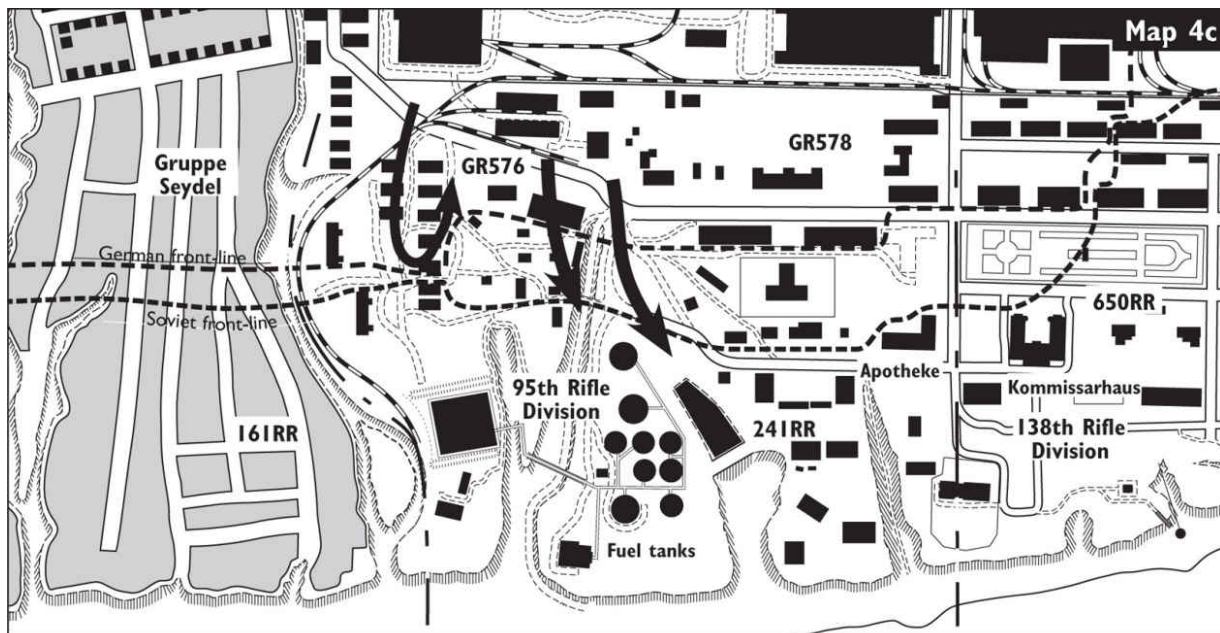 Map 4c
Gruppe
Seydel
GR576
GR578
German front-line
Soviet front-line
650RR
Apotheke
Kommissarhaus
95th Rifle
Division
161RR
241RR
138th Rifle
Division
Fuel tanks